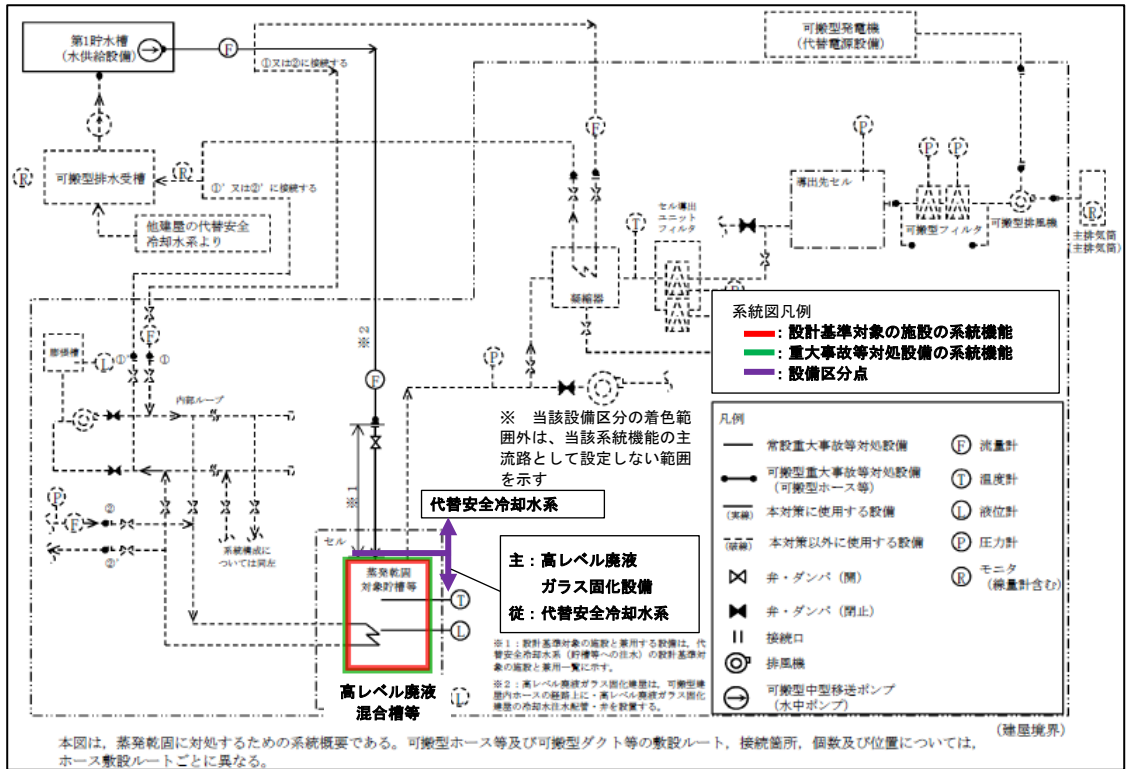 第1貯水槽
(水供給設備)
F
①又は②に接続する
可搬型発電機
(代替電源設備)
F
P
P
P
R
可搬型排水受槽
R
①'又は②'に接続する
他建屋の代替安全
冷却水系より
セル導出
ユニット
フィルタ
T
導出先セル
可搬型フィルタ
可搬型排風機
R
主排気筒
(主排気筒)
凝縮器
系統図凡例
:設計基準対象の施設の系統機能
:重大事故等対処設備の系統機能
:設備区分点
膨張槽
L
①'
F
①
※2
P
F
内部ループ
※ 当該設備区分の着色範
囲外は、当該系統機能の主
流路として設定しない範囲
を示す
凡例
常設重大事故等対処設備
可搬型重大事故等対処設備
(可搬型ホース等)
(実線)
本対策に使用する設備
(破線)
本対策以外に使用する設備
弁・ダンパ(開)
弁・ダンパ(閉止)
接続口
排風機
可搬型中型移送ポンプ
(水中ポンプ)
F 流量計
T 温度計
L 液位計
P 圧力計
R モニタ
(線量計含む)
※1
P
F
②
②'
系統構成に
ついては同左
代替安全冷却水系
セル
蒸発乾固
対象貯槽等
T
L
主:高レベル廃液
ガラス固化設備
従:代替安全冷却水系
※1:設計基準対象の施設と兼用する設備は、代
替安全冷却水系(貯槽等への注水)の設計基準対
象の施設と兼用一覧に示す。
※2:高レベル廃液ガラス固化建屋は、可搬型建
屋内ホースの経路上に・高レベル廃液ガラス固化
建屋の冷却水注水配管・弁を設置する。
高レベル廃液
混合槽等
L
(建屋境界)
本図は,蒸発乾固に対処するための系統概要である。可搬型ホース等及び可搬型ダクト等の敷設ルート,接続箇所,個数及び位置については,
ホース敷設ルートごとに異なる。